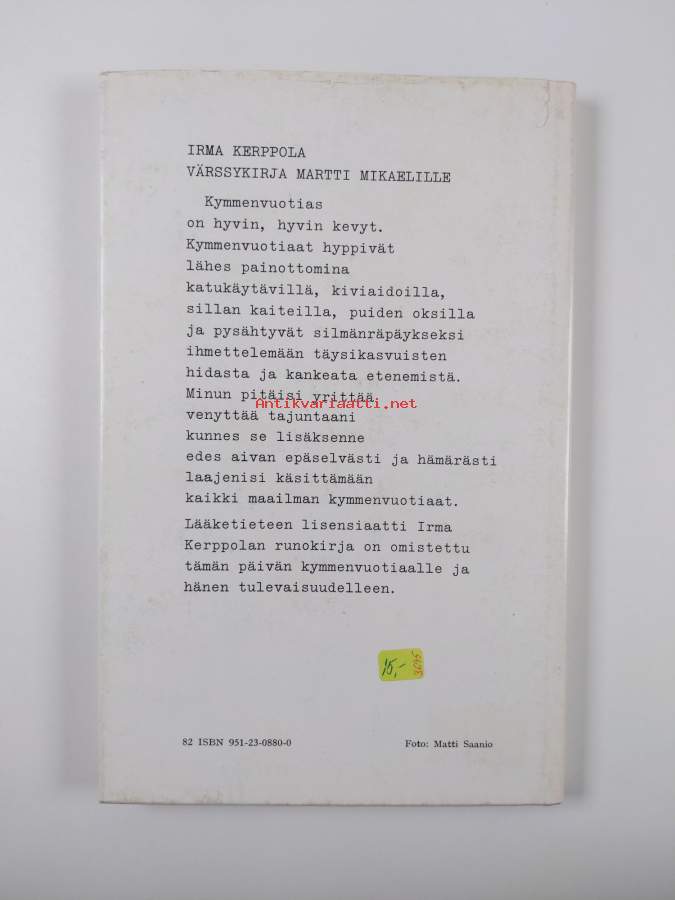 IRMA KERPPOLA
VÄRSSYKIRJA MARTTI MIKAELILLE
Kymmenvuotias
on hyvin, hyvin kevyt.
Kymmenvuotiaat hyppivät
lähes painottomina
katukäytävillä, kiviaidoilla,
sillan kaiteilla, puiden oksilla
ja pysähtyvät silmänräpäykseksi
ihmettelemään täysikasvuisten
hidasta ja kankeata etenemistä.
Minun pitäisi yrittää
Antikvariaatti.net
venyttää tajuntaani
kunnes se lisäksenne
edes aivan epäselvästi ja hämärästi
laajenisi käsittämään
kaikki maailman kymmenvuotiaat.
Lääketieteen lisensiaatti Irma
Kerppolan runokirja on omistettu
tämän päivän kymmenvuotiaalle ja
hänen tulevaisuudelleen.
15,-
3695
82 ISBN 951-23-0880-0
Foto: Matti Saanio